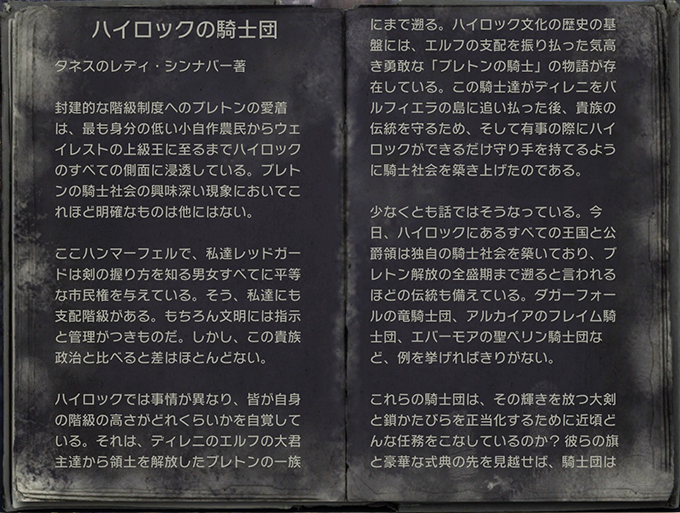 ハイロックの騎士団
タネスのレディ・シンナバー著
封建的な階級制度へのブレトンの愛着
は、最も身分の低い小自作農民からウェ
イレストの上級王に至るまでハイロック
のすべての側面に浸透している。ブレト
ンの騎士社会の興味深い現象においてこ
れほど明確なものは他にはない。
ここハンマーフェルで、私達レッドガー
ドは剣の握り方を知る男女すべてに平等
な市民権を与えている。そう、私達にも
支配階級がある。もちろん文明には指示
と管理がつきものだ。しかし、この貴族
政治と比べると差はほとんどない。
ハイロックでは事情が異なり、皆が自身
の階級の高さがどれぐらいかを自覚して
いる。それは、ディレニのエルフの大君
主達から領土を解放したブレトンの一族
にまで遡る。ハイロック文化の歴史の基
盤には、エルフの支配を振り払った気高
き勇敢な「ブレトンの騎士」の物語が存
在している。この騎士達がディレニをバ
ルフィエラの島に追い払った後、貴族の
伝統を守るため、そして有事の際にハイ
ロックができるだけ守り手を持てるよう
に騎士社会を築き上げたのである。
少なくとも話ではそうなっている。今
日、ハイロックにあるすべての王国と公
爵領は独自の騎士社会を築いており、ブ
レトン解放の全盛期まで遡ると言われる
ほどの伝統も備えている。ダガーフォー
ルの竜騎士団、アルカイアのフレイム騎
士団、エバーモアの聖ペリン騎士団な
ど、例を挙げればきりがない。
これらの騎士団は、その輝きを放つ大剣
と鎖かたびらを正当化するために近頃ど
んな任務をこなしているのか? 彼らの旗
と豪華な式典の先を見越せば、騎士団は